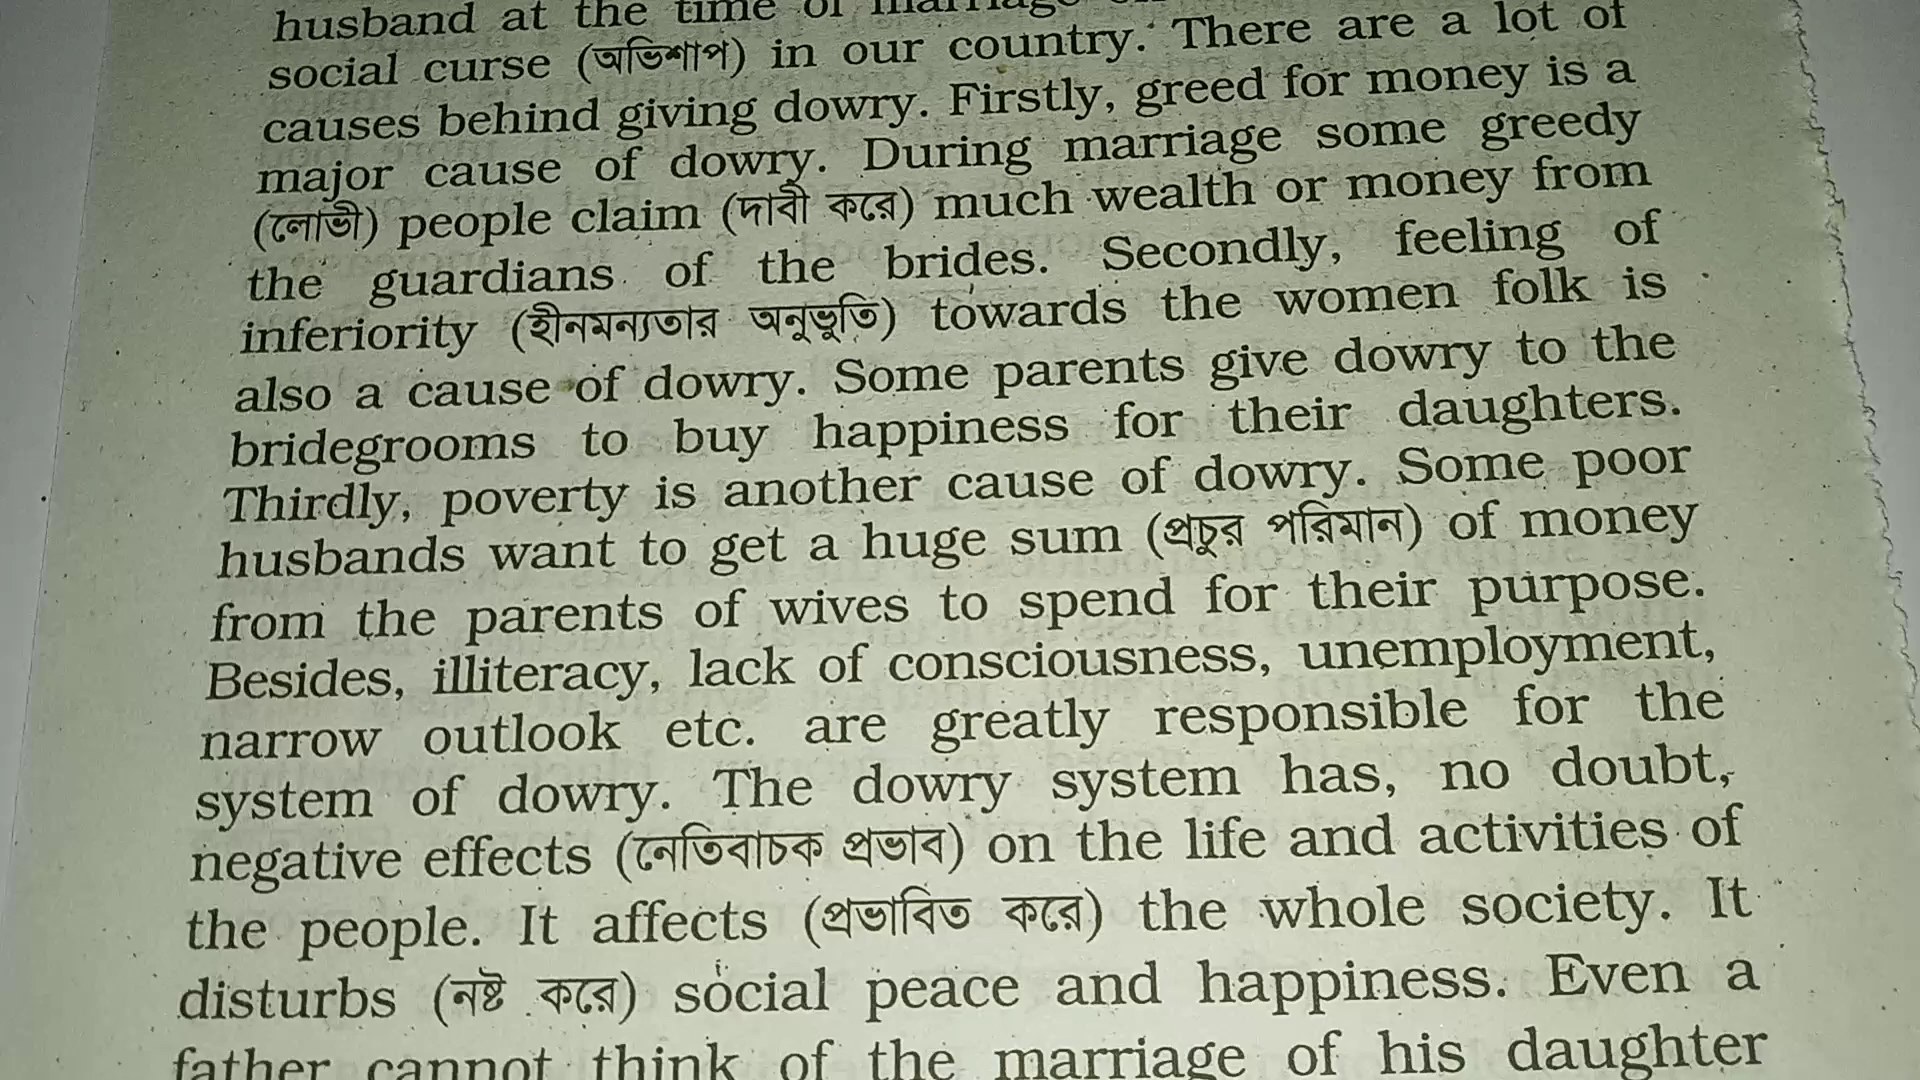 husband at the time of marriage
social curse (অভিশাপ) in our country. There are a lot of
causes behind giving dowry. Firstly, greed for money is a
major cause of dowry. During marriage some greedy
(লোভী) people claim (দাবী করে) much wealth or money from
the guardians of the brides. Secondly, feeling of
inferiority (হীনমন্যতার অনুভূতি) towards the women folk is
also a cause of dowry. Some parents give dowry to the
bridegrooms to buy happiness for their daughters.
Thirdly, poverty is another cause of dowry. Some poor
husbands want to get a huge sum (প্রচুর পরিমান) of money
from the parents of wives to spend for their purpose.
Besides, illiteracy, lack of consciousness, unemployment,
narrow outlook etc. are greatly responsible for the
system of dowry. The dowry system has, no doubt,
negative effects (নেতিবাচক প্রভাব) on the life and activities of
the people. It affects (প্রভাবিত করে) the whole society. It
disturbs (নষ্ট করে) social peace and happiness. Even a
father cannot think of the marriage of his daughter